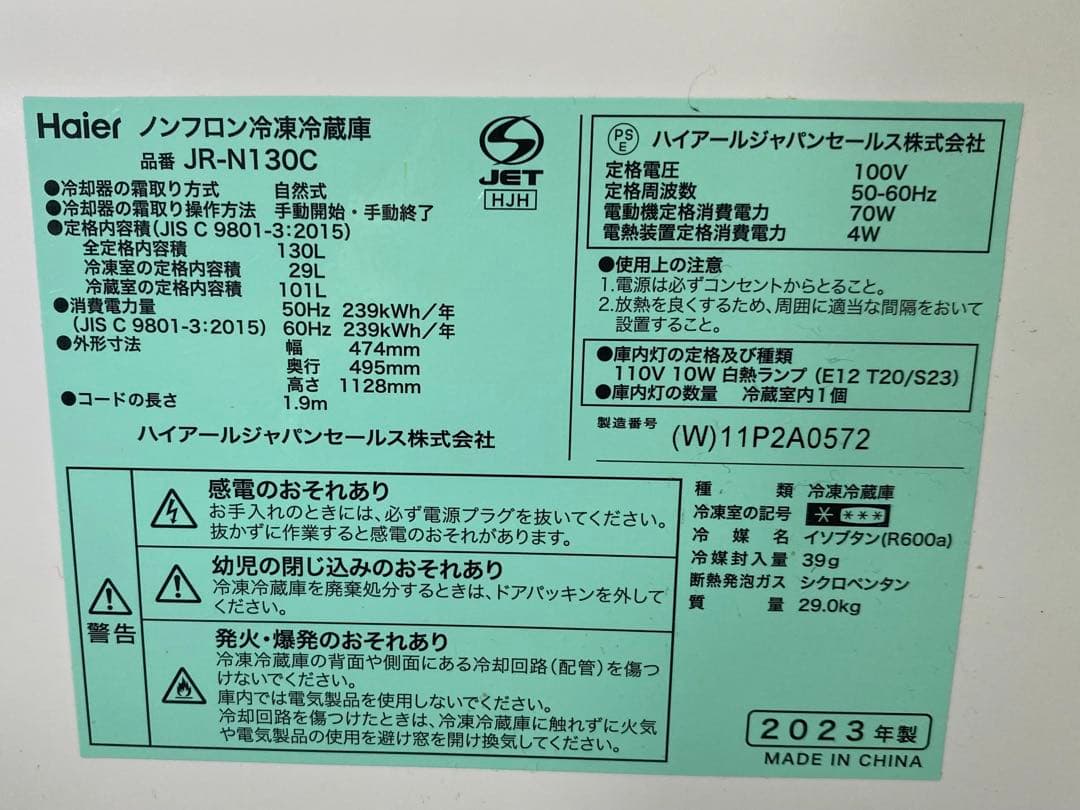 Haier ノンフロン冷凍冷蔵庫
品番 JR-N130C
●冷却器の霜取り方式 自然式
●冷却器の霜取り操作方法 手動開始・手動終了
●定格内容積(JIS C 9801-3:2015)
全定格内容積 130L
冷凍室の定格内容積 29L
冷蔵室の定格内容積 101L
●消費電力量 50Hz 239kWh/年
(JIS C 9801-3:2015) 60Hz 239kWh/年
●外形寸法 幅 474mm
奥行 495mm
高さ 1128mm
●コードの長さ 1.9m
ハイアールジャパンセールス株式会社
JET
HJH
PSE ハイアールジャパンセールス株式会社
定格電圧 100V
定格周波数 50-60Hz
電動機定格消費電力 70W
電熱装置定格消費電力 4W
●使用上の注意
1.電源は必ずコンセントからとること。
2.放熱を良くするため、周囲に適当な間隔をおいて
設置すること。
●庫内灯の定格及び種類
110V 10W 白熱ランプ (E12 T20/S23)
●庫内灯の数量 冷蔵室内1個
製造番号 (W)11P2A0572
警告
感電のおそれあり
お手入れのときには、必ず電源プラグを抜いてください。
抜かずに作業すると感電のおそれがあります。
幼児の閉じ込みのおそれあり
冷凍冷蔵庫を廃棄処分するときは、ドアパッキンを外して
ください。
発火・爆発のおそれあり
冷凍冷蔵庫の背面や側面にある冷却回路(配管)を傷つ
けないでください。
庫内では電気製品を使用しないでください。
冷却回路を傷つけたときは、冷凍冷蔵庫に触れずに火気
や電気製品の使用を避け窓を開け換気してください。
種類 冷凍冷蔵庫
冷凍室の記号 * ***
冷媒名 イソブタン(R600a)
冷媒封入量 39g
断熱発泡ガス シクロペンタン
質量 29.0kg
2023年製
MADE IN CHINA